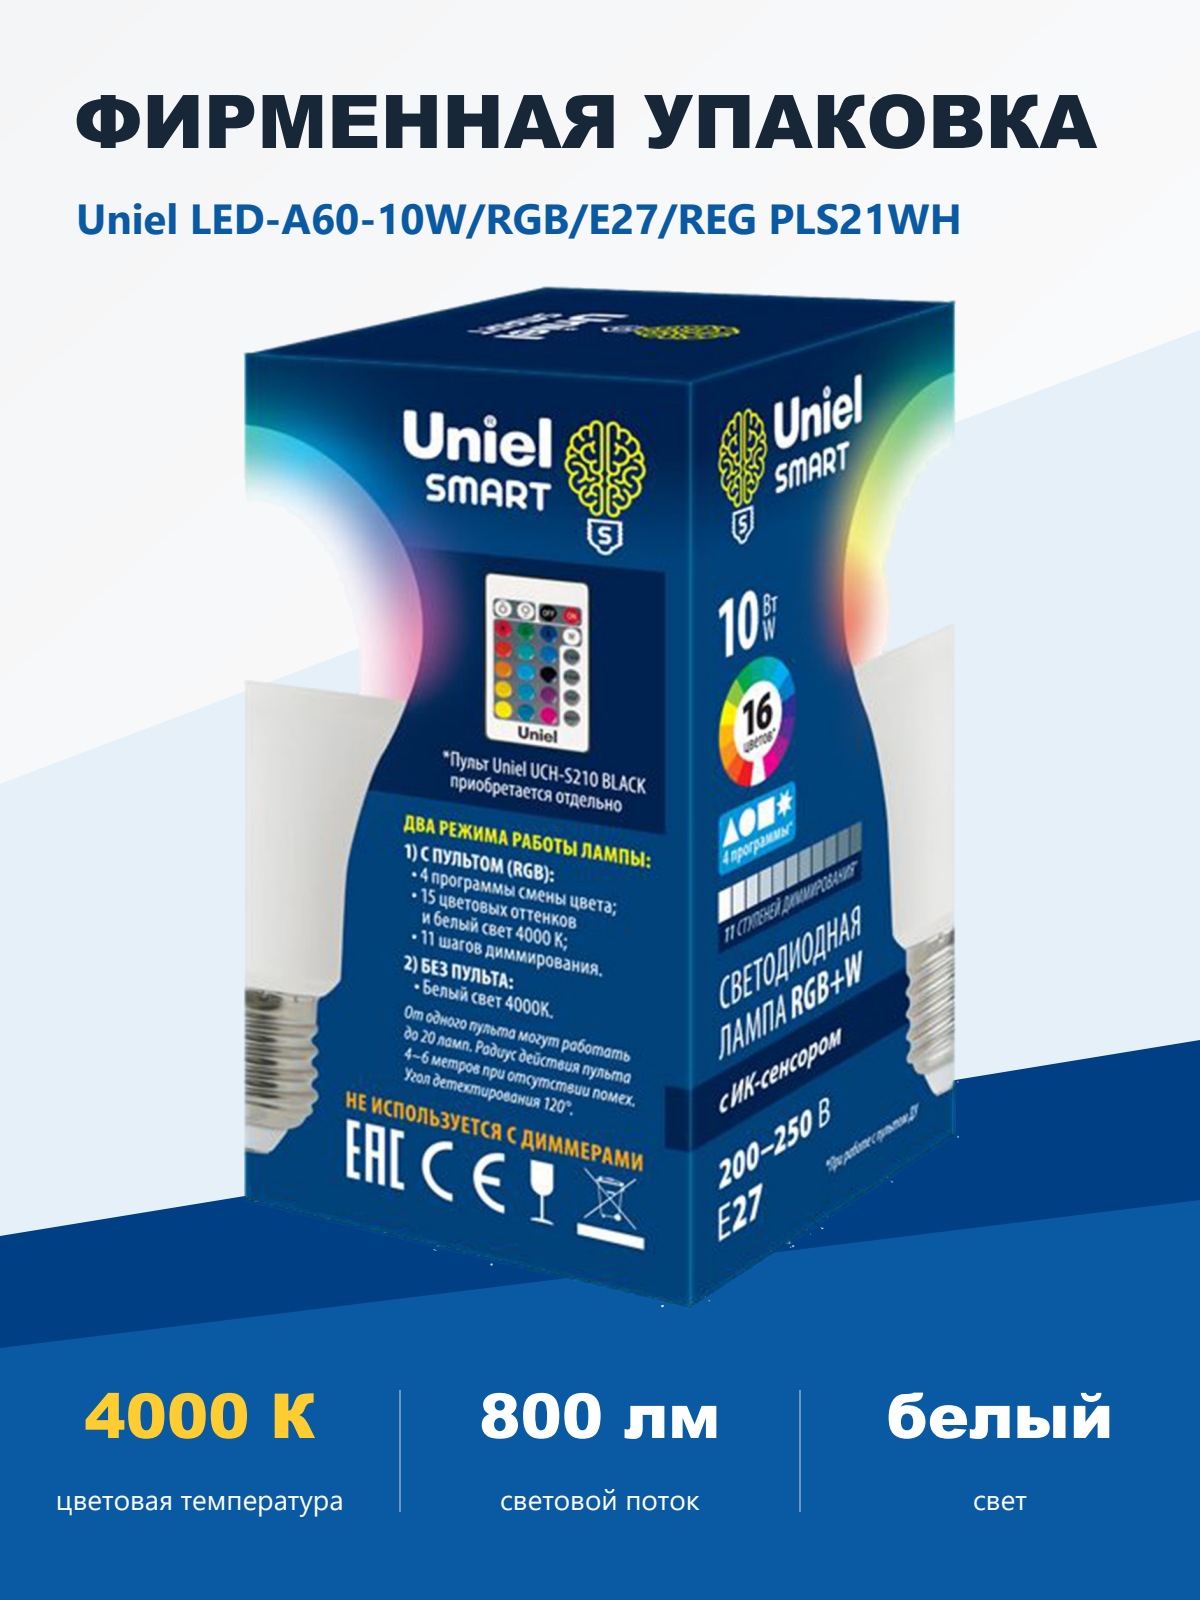 ФИРМЕННАЯ УПАКОВКА
Uniel LED-A60-10W/RGB/E27/REG PLS21WH
Uniel
SMART
S
OFF
ON
W
Uniel
*Пульт Uniel UCH-S210 BLACK
приобретается отдельно
ДВА РЕЖИМА РАБОТЫ ЛАМПЫ:
1) С ПУЛЬТОМ (RGB):
• 4 программы смены цвета;
• 15 цветовых оттенков
и белый свет 4000 K;
• 11 шагов диммирования.
2) БЕЗ ПУЛЬТА:
• Белый свет 4000K.
От одного пульта могут работать
до 20 ламп. Радиус действия пульта
4–6 метров при отсутствии помех.
Угол детектирования 120°.
НЕ ИСПОЛЬЗУЕТСЯ С ДИММЕРАМИ
EAC CE
Uniel
SMART
S
10 Вт
W
16
цветов*
4 программы*
11 СТУПЕНЕЙ ДИММИРОВАНИЯ*
СВЕТОДИОДНАЯ
ЛАМПА RGB+W
с ИК-сенсором
200–250 В
E27
*При работе с пультом ДУ
4000 К
цветовая температура
800 лм
световой поток
белый
свет